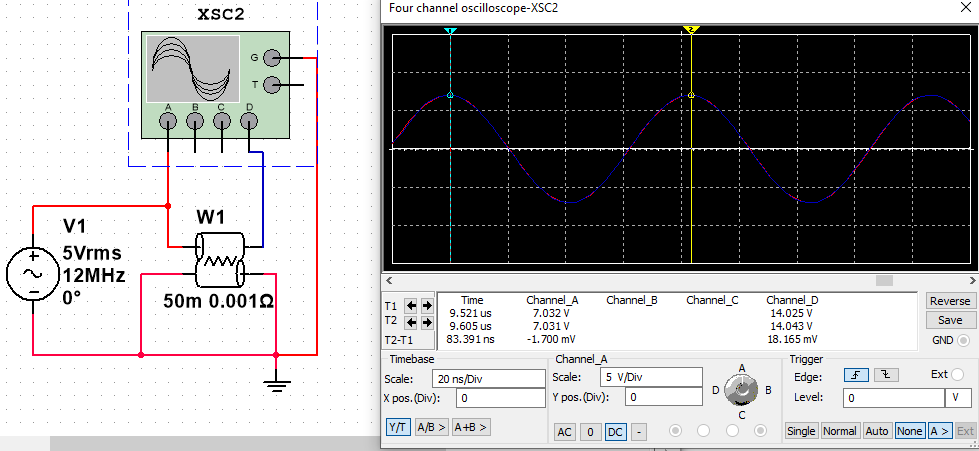 XSC2
G
T
A B C D
V1
5Vrms
12MHz
0°
W1
50m 0.001Ω
Four channel oscilloscope-XSC2
1
2
Time Channel_A Channel_B Channel_C Channel_D
T1 9.521 us 7.032 V 14.025 V
T2 9.605 us 7.031 V 14.043 V
T2-T1 83.391 ns -1.700 mV 18.165 mV
Reverse
Save
GND
Timebase
Scale: 20 ns/Div
X pos.(Div): 0
Y/T A/B > A+B >
Channel_A
Scale: 5 V/Div
Y pos.(Div): 0
AC 0 DC -
A
D B
C
Trigger
Edge: Ext
Level: 0 V
Single Normal Auto None A > Ext